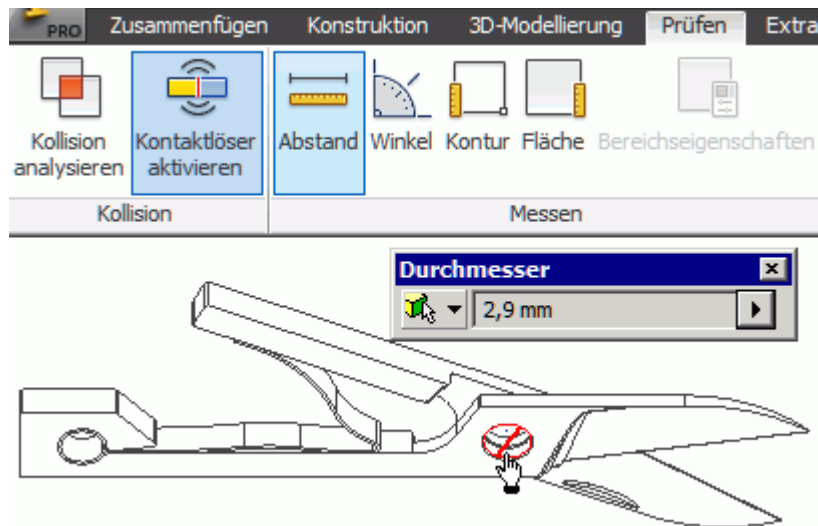 PRO Zusammenfügen Konstruktion 3D-Modellierung Prüfen Extra
Kollision analysieren
Kontaktlöser aktivieren
Abstand Winkel Kontur Fläche Bereichseigenschaften
Kollision Messen
Durchmesser
2,9 mm